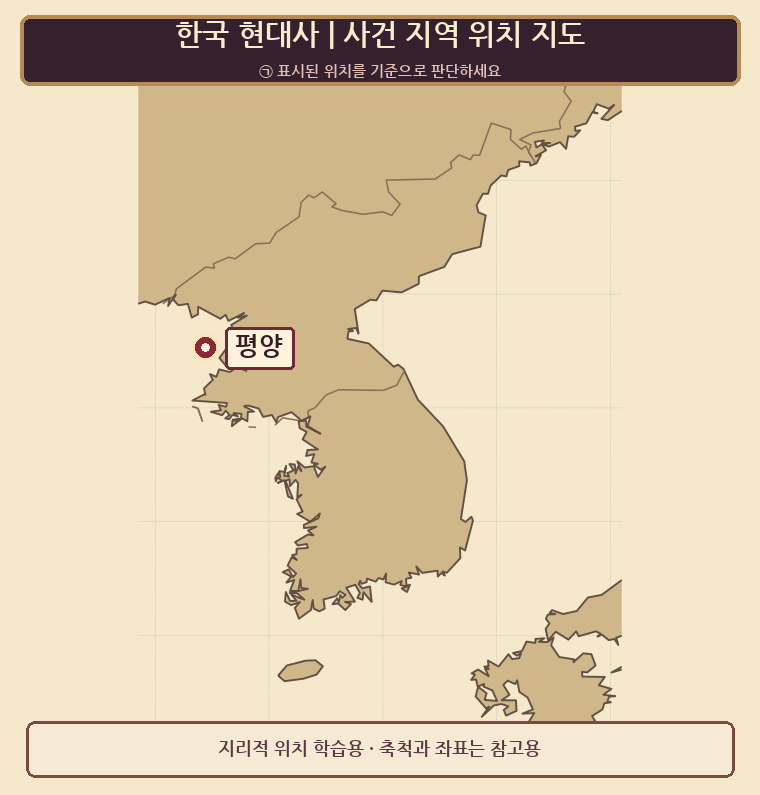 한국 현대사 | 사건 지역 위치 지도
㉠ 표시된 위치를 기준으로 판단하세요
평양
지리적 위치 학습용 · 축척과 좌표는 참고용